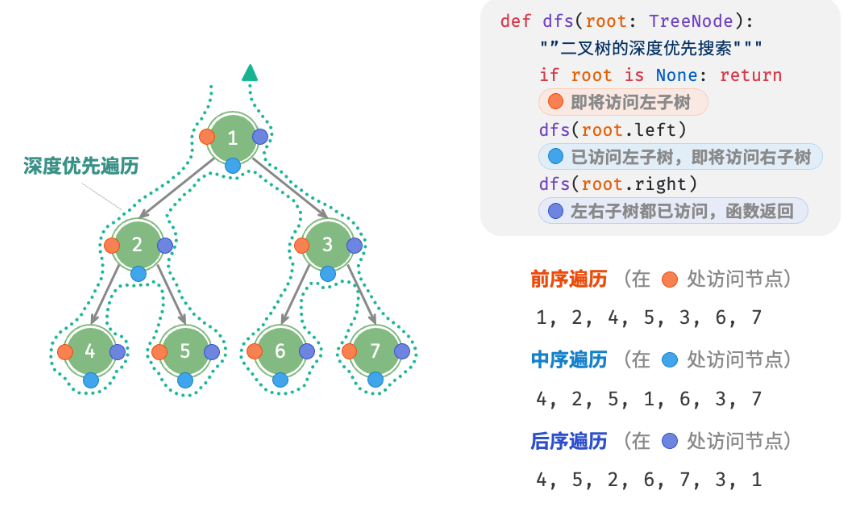 def dfs(root: TreeNode):
"”二叉树的深度优先搜索"""
if root is None: return
即将访问左子树
dfs(root.left)
已访问左子树，即将访问右子树
dfs(root.right)
左右子树都已访问，函数返回
深度优先遍历
1
2
3
4
5
6
7
前序遍历 （在 处访问节点）
1, 2, 4, 5, 3, 6, 7
中序遍历 （在 处访问节点）
4, 2, 5, 1, 6, 3, 7
后序遍历 （在 处访问节点）
4, 5, 2, 6, 7, 3, 1